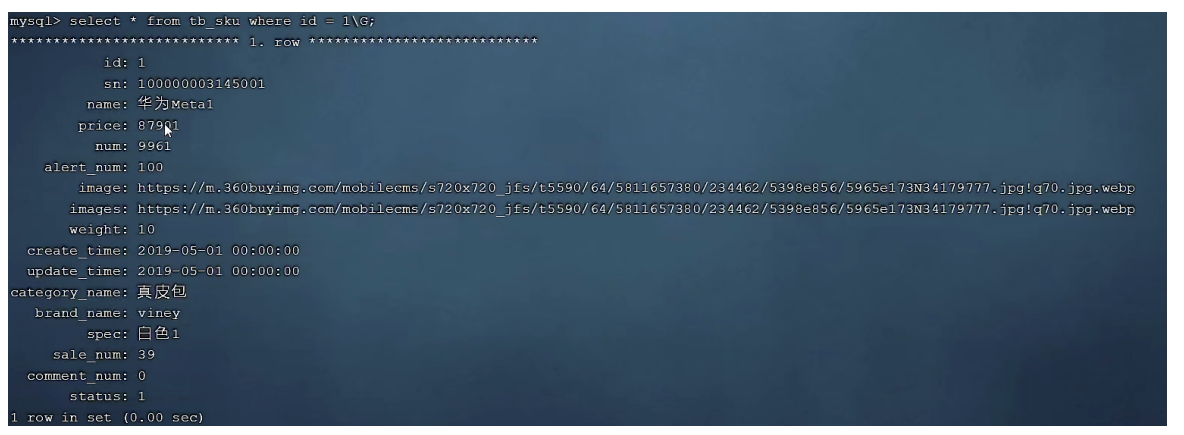 mysql> select * from tb_sku where id = 1\G;
*************************** 1. row ***************************
id: 1
sn: 100000003145001
name: 华为Meta1
price: 87901
num: 9961
alert_num: 100
image: https://m.360buyimg.com/mobilecms/s720x720_jfs/t5590/64/5811657380/234462/5398e856/5965e173N34179777.jpg!q70.jpg.webp
images: https://m.360buyimg.com/mobilecms/s720x720_jfs/t5590/64/5811657380/234462/5398e856/5965e173N34179777.jpg!q70.jpg.webp
weight: 10
create_time: 2019-05-01 00:00:00
update_time: 2019-05-01 00:00:00
category_name: 真皮包
brand_name: viney
spec: 白色1
sale_num: 39
comment_num: 0
status: 1
1 row in set (0.00 sec)